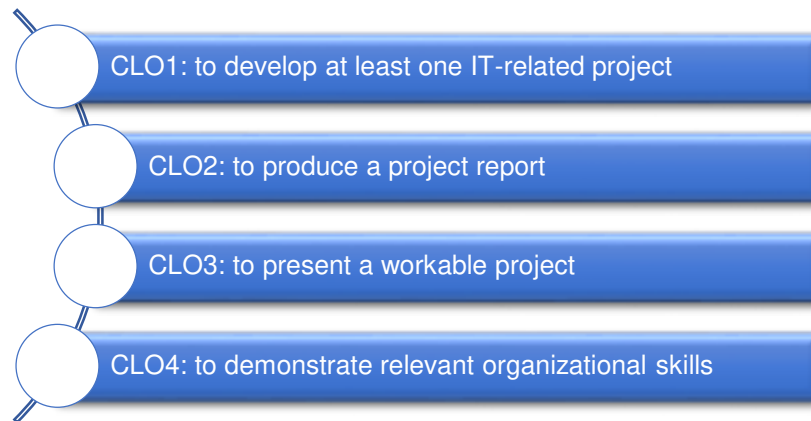 CLO1: to develop at least one IT-related project
CLO2: to produce a project report
CLO3: to present a workable project
CLO4: to demonstrate relevant organizational skills